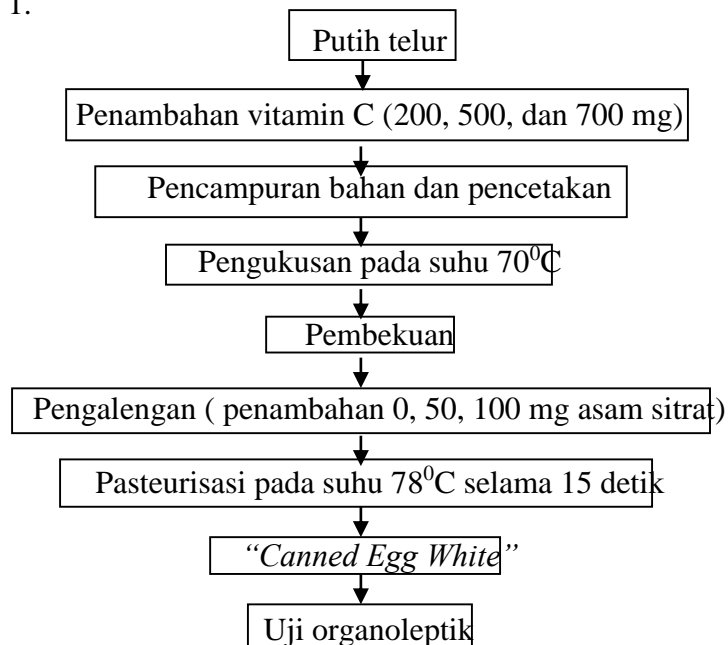 1.
Putih telur
Penambahan vitamin C (200, 500, dan 700 mg)
Pencampuran bahan dan pencetakan
Pengukusan pada suhu 70⁰C
Pembekuan
Pengalengan ( penambahan 0, 50, 100 mg asam sitrat)
Pasteurisasi pada suhu 78⁰C selama 15 detik
“Canned Egg White”
Uji organoleptik